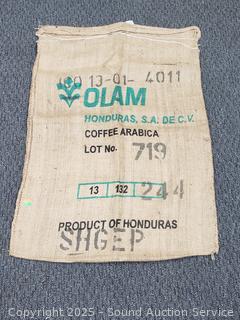 13-01- 4011
OLAM
HONDURAS, S.A. DE C.V.
COFFEE ARABICA
LOT No. 719
13 132 244
PRODUCT OF HONDURAS
SHGEP
Copyright 2025 - Sound Auction Service